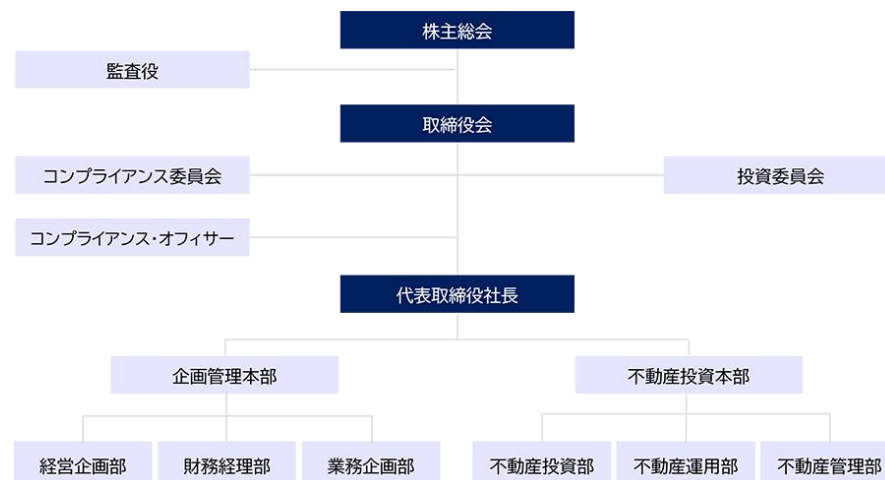 株主総会
監査役
取締役会
コンプライアンス委員会
投資委員会
コンプライアンス・オフィサー
代表取締役社長
企画管理本部
不動産投資本部
経営企画部
財務経理部
業務企画部
不動産投資部
不動産運用部
不動産管理部